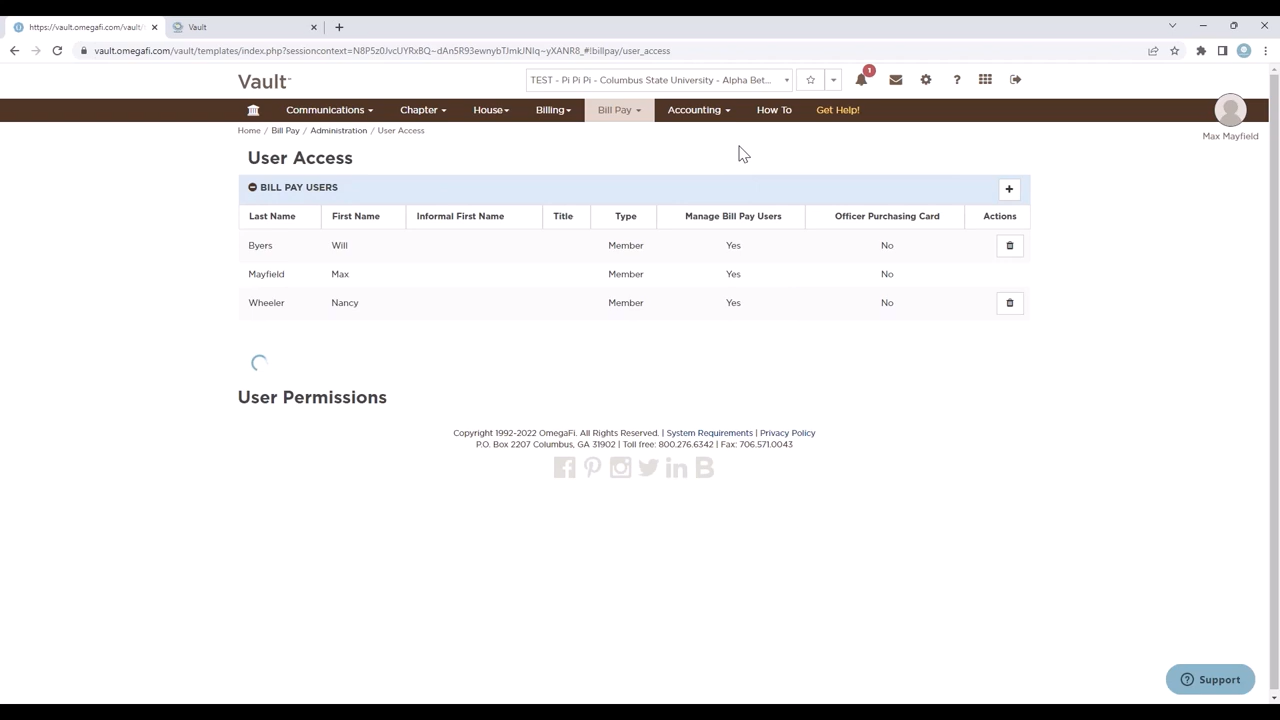 https://vault.omegafi.com/vault/
Vault
vault.omegafi.com/vault/templates/index.php?sessioncontext=N8P5z0JvcUYRxBQ~dAn5R93ewnybTJmkJNIq~yXANR8_#!billpay/user_access
Vault
TEST - Pi Pi Pi - Columbus State University - Alpha Bet...
1
Communications
Chapter
House
Billing
Bill Pay
Accounting
How To
Get Help!
Max Mayfield
Home / Bill Pay / Administration / User Access
User Access
BILL PAY USERS
Last Name First Name Informal First Name Title Type Manage Bill Pay Users Officer Purchasing Card Actions
Byers Will Member Yes No
Mayfield Max Member Yes No
Wheeler Nancy Member Yes No
User Permissions
Copyright 1992-2022 OmegaFi. All Rights Reserved. | System Requirements | Privacy Policy
P.O. Box 2207 Columbus, GA 31902 | Toll free: 800.276.6342 | Fax: 706.571.0043
Support